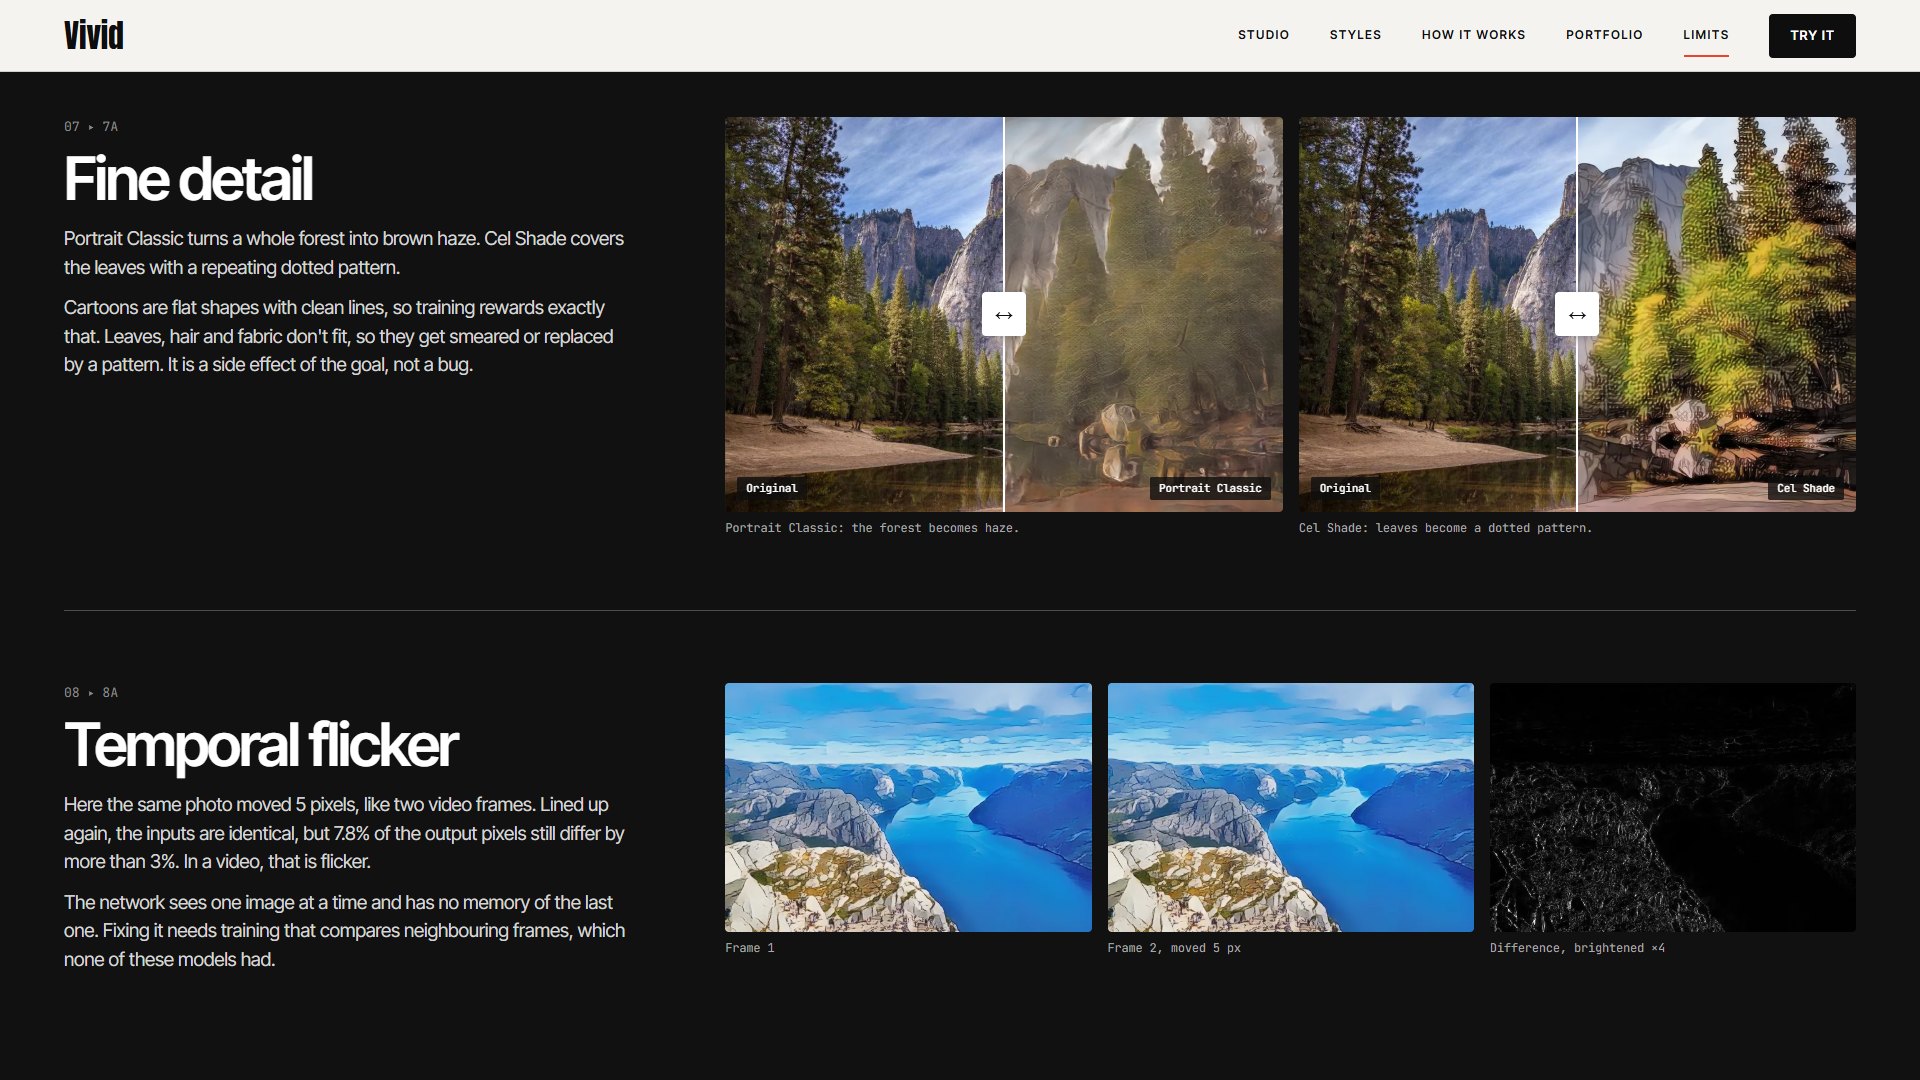 Vivid
STUDIO
STYLES
HOW IT WORKS
PORTFOLIO
LIMITS
TRY IT
07 ▸ 7A
Fine detail
Portrait Classic turns a whole forest into brown haze. Cel Shade covers
the leaves with a repeating dotted pattern.
Cartoons are flat shapes with clean lines, so training rewards exactly
that. Leaves, hair and fabric don't fit, so they get smeared or replaced
by a pattern. It is a side effect of the goal, not a bug.
Original
Portrait Classic
Portrait Classic: the forest becomes haze.
Original
Cel Shade
Cel Shade: leaves become a dotted pattern.
08 ▸ 8A
Temporal flicker
Here the same photo moved 5 pixels, like two video frames. Lined up
again, the inputs are identical, but 7.8% of the output pixels still differ by
more than 3%. In a video, that is flicker.
The network sees one image at a time and has no memory of the last
one. Fixing it needs training that compares neighbouring frames, which
none of these models had.
Frame 1
Frame 2, moved 5 px
Difference, brightened ×4